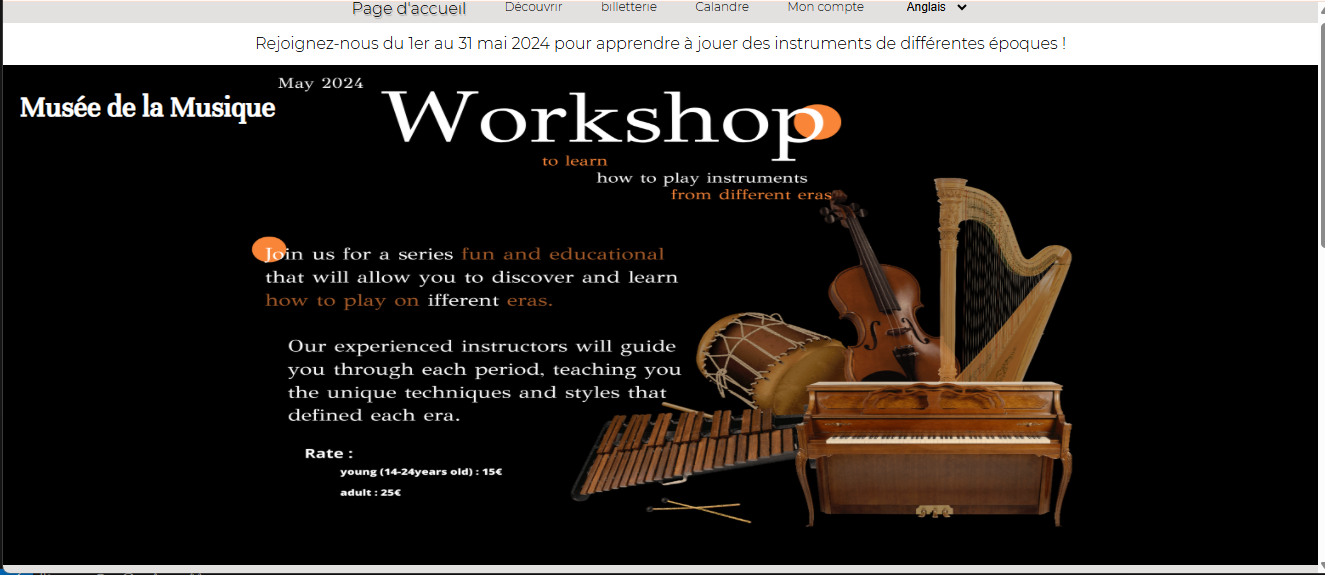 Page d'accueil Découvrir billetterie Calandre Mon compte Anglais
Rejoignez-nous du 1er au 31 mai 2024 pour apprendre à jouer des instruments de différentes époques !
May 2024
Musée de la Musique
Workshop
to learn
how to play instruments
from different eras
Join us for a series fun and educational
that will allow you to discover and learn
how to play on ifferent eras.
Our experienced instructors will guide
you through each period, teaching you
the unique techniques and styles that
defined each era.
Rate :
young (14-24years old) : 15€
adult : 25€